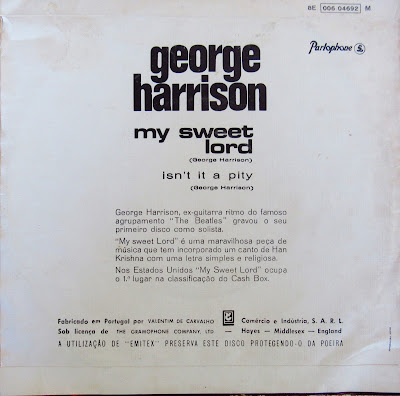 8E 006 04692 M
Parlophone
george
harrison
my sweet
lord
(George Harrison)
isn't it a pity
(George Harrison)
George Harrison, ex-guitarra ritmo do famoso
agrupamento "The Beatles" gravou o seu
primeiro disco como solista.
"My sweet Lord" é uma maravilhosa peça de
música que tem incorporado um canto de Han
Krishna com uma letra simples e religiosa.
Nos Estados Unidos "My Sweet Lord" ocupa
o 1.º lugar na classificação do Cash Box.
Fabricado em Portugal por VALENTIM DE CARVALHO Comércio e Indústria, S. A. R. L.
Sob licença de THE GRAMOPHONE COMPANY, LTD — Hayes — Middlesex — England
A UTILIZAÇÃO DE "EMITEX" PRESERVA ESTE DISCO PROTEGENDO-O DA POEIRA